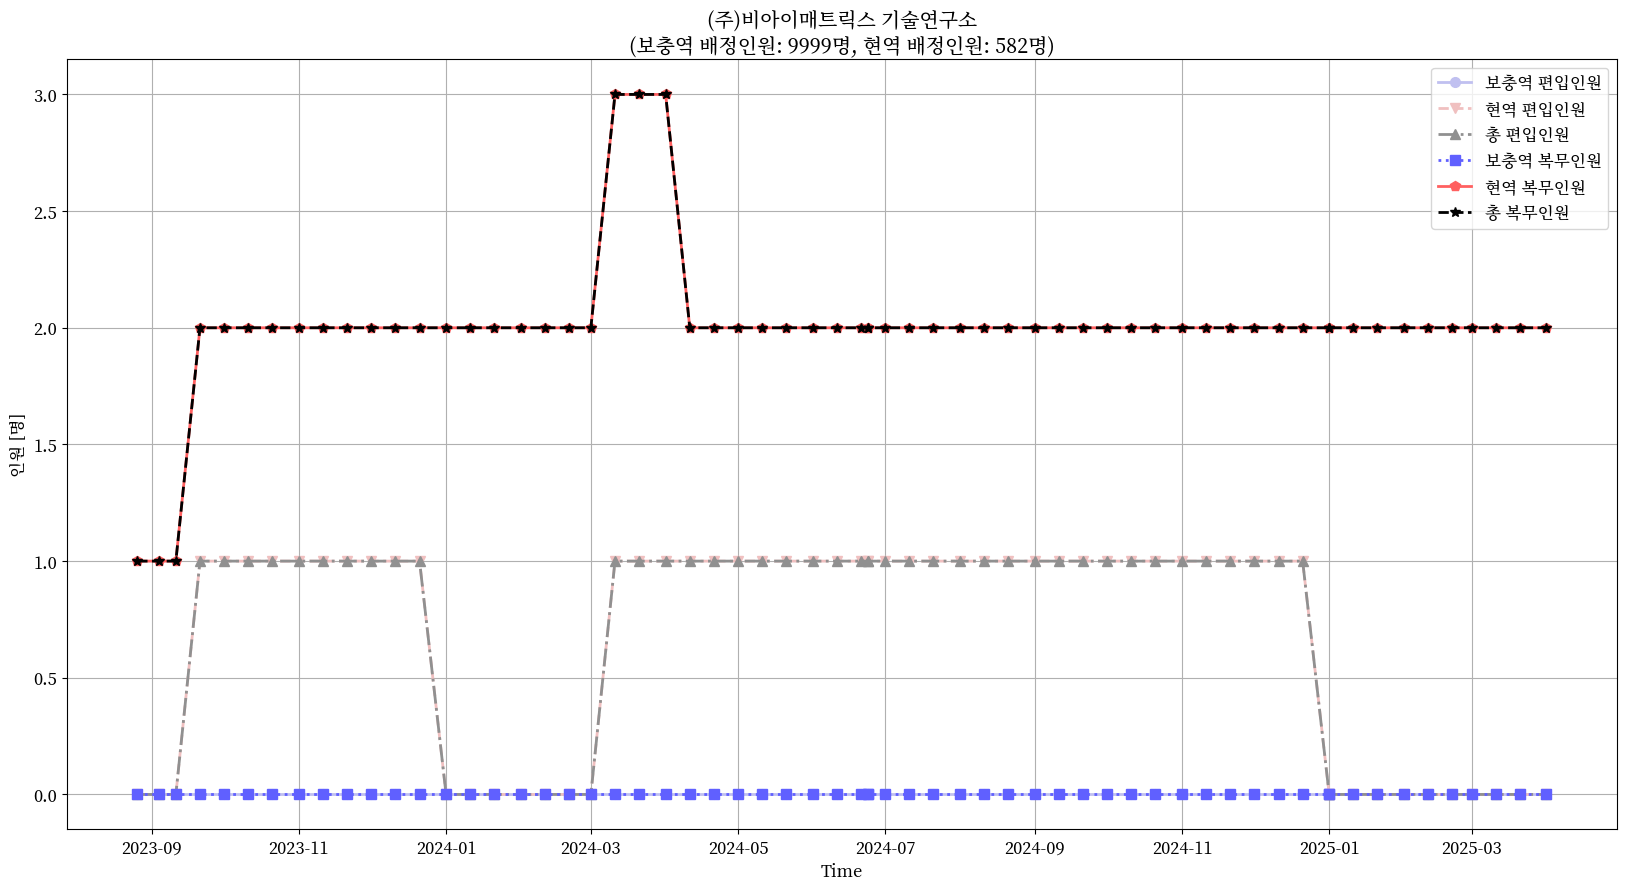 (주)비아이매트릭스 기술연구소
(보충역 배정인원: 9999명, 현역 배정인원: 582명)
보충역 편입인원
현역 편입인원
총 편입인원
보충역 복무인원
현역 복무인원
총 복무인원
인원 [명]
3.0
2.5
2.0
1.5
1.0
0.5
0.0
2023-09 2023-11 2024-01 2024-03 2024-05 2024-07 2024-09 2024-11 2025-01 2025-03
Time